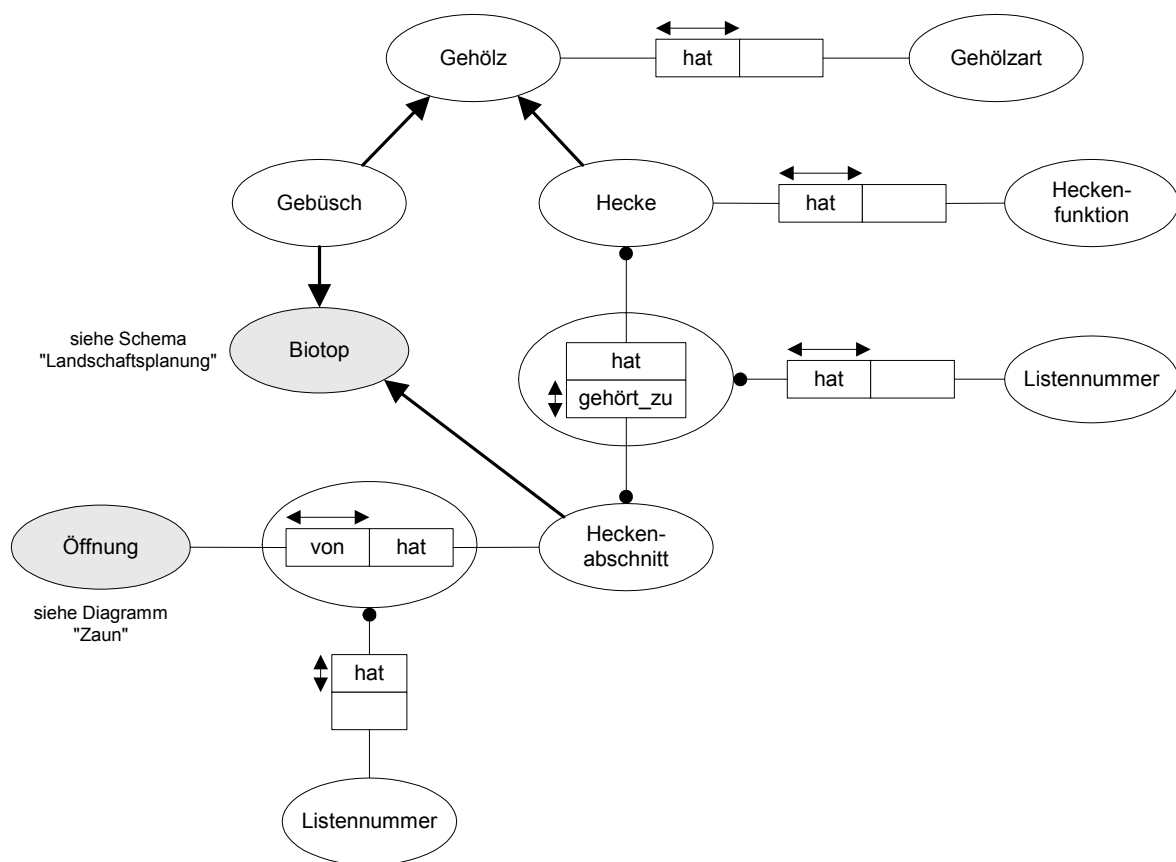 Gehölz
hat
Gehölzart
Gebüsch
Hecke
hat
Hecken-
funktion
siehe Schema
"Landschaftsplanung"
Biotop
hat
gehört_zu
hat
Listennummer
Öffnung
von
hat
Hecken-
abschnitt
siehe Diagramm
"Zaun"
hat
Listennummer